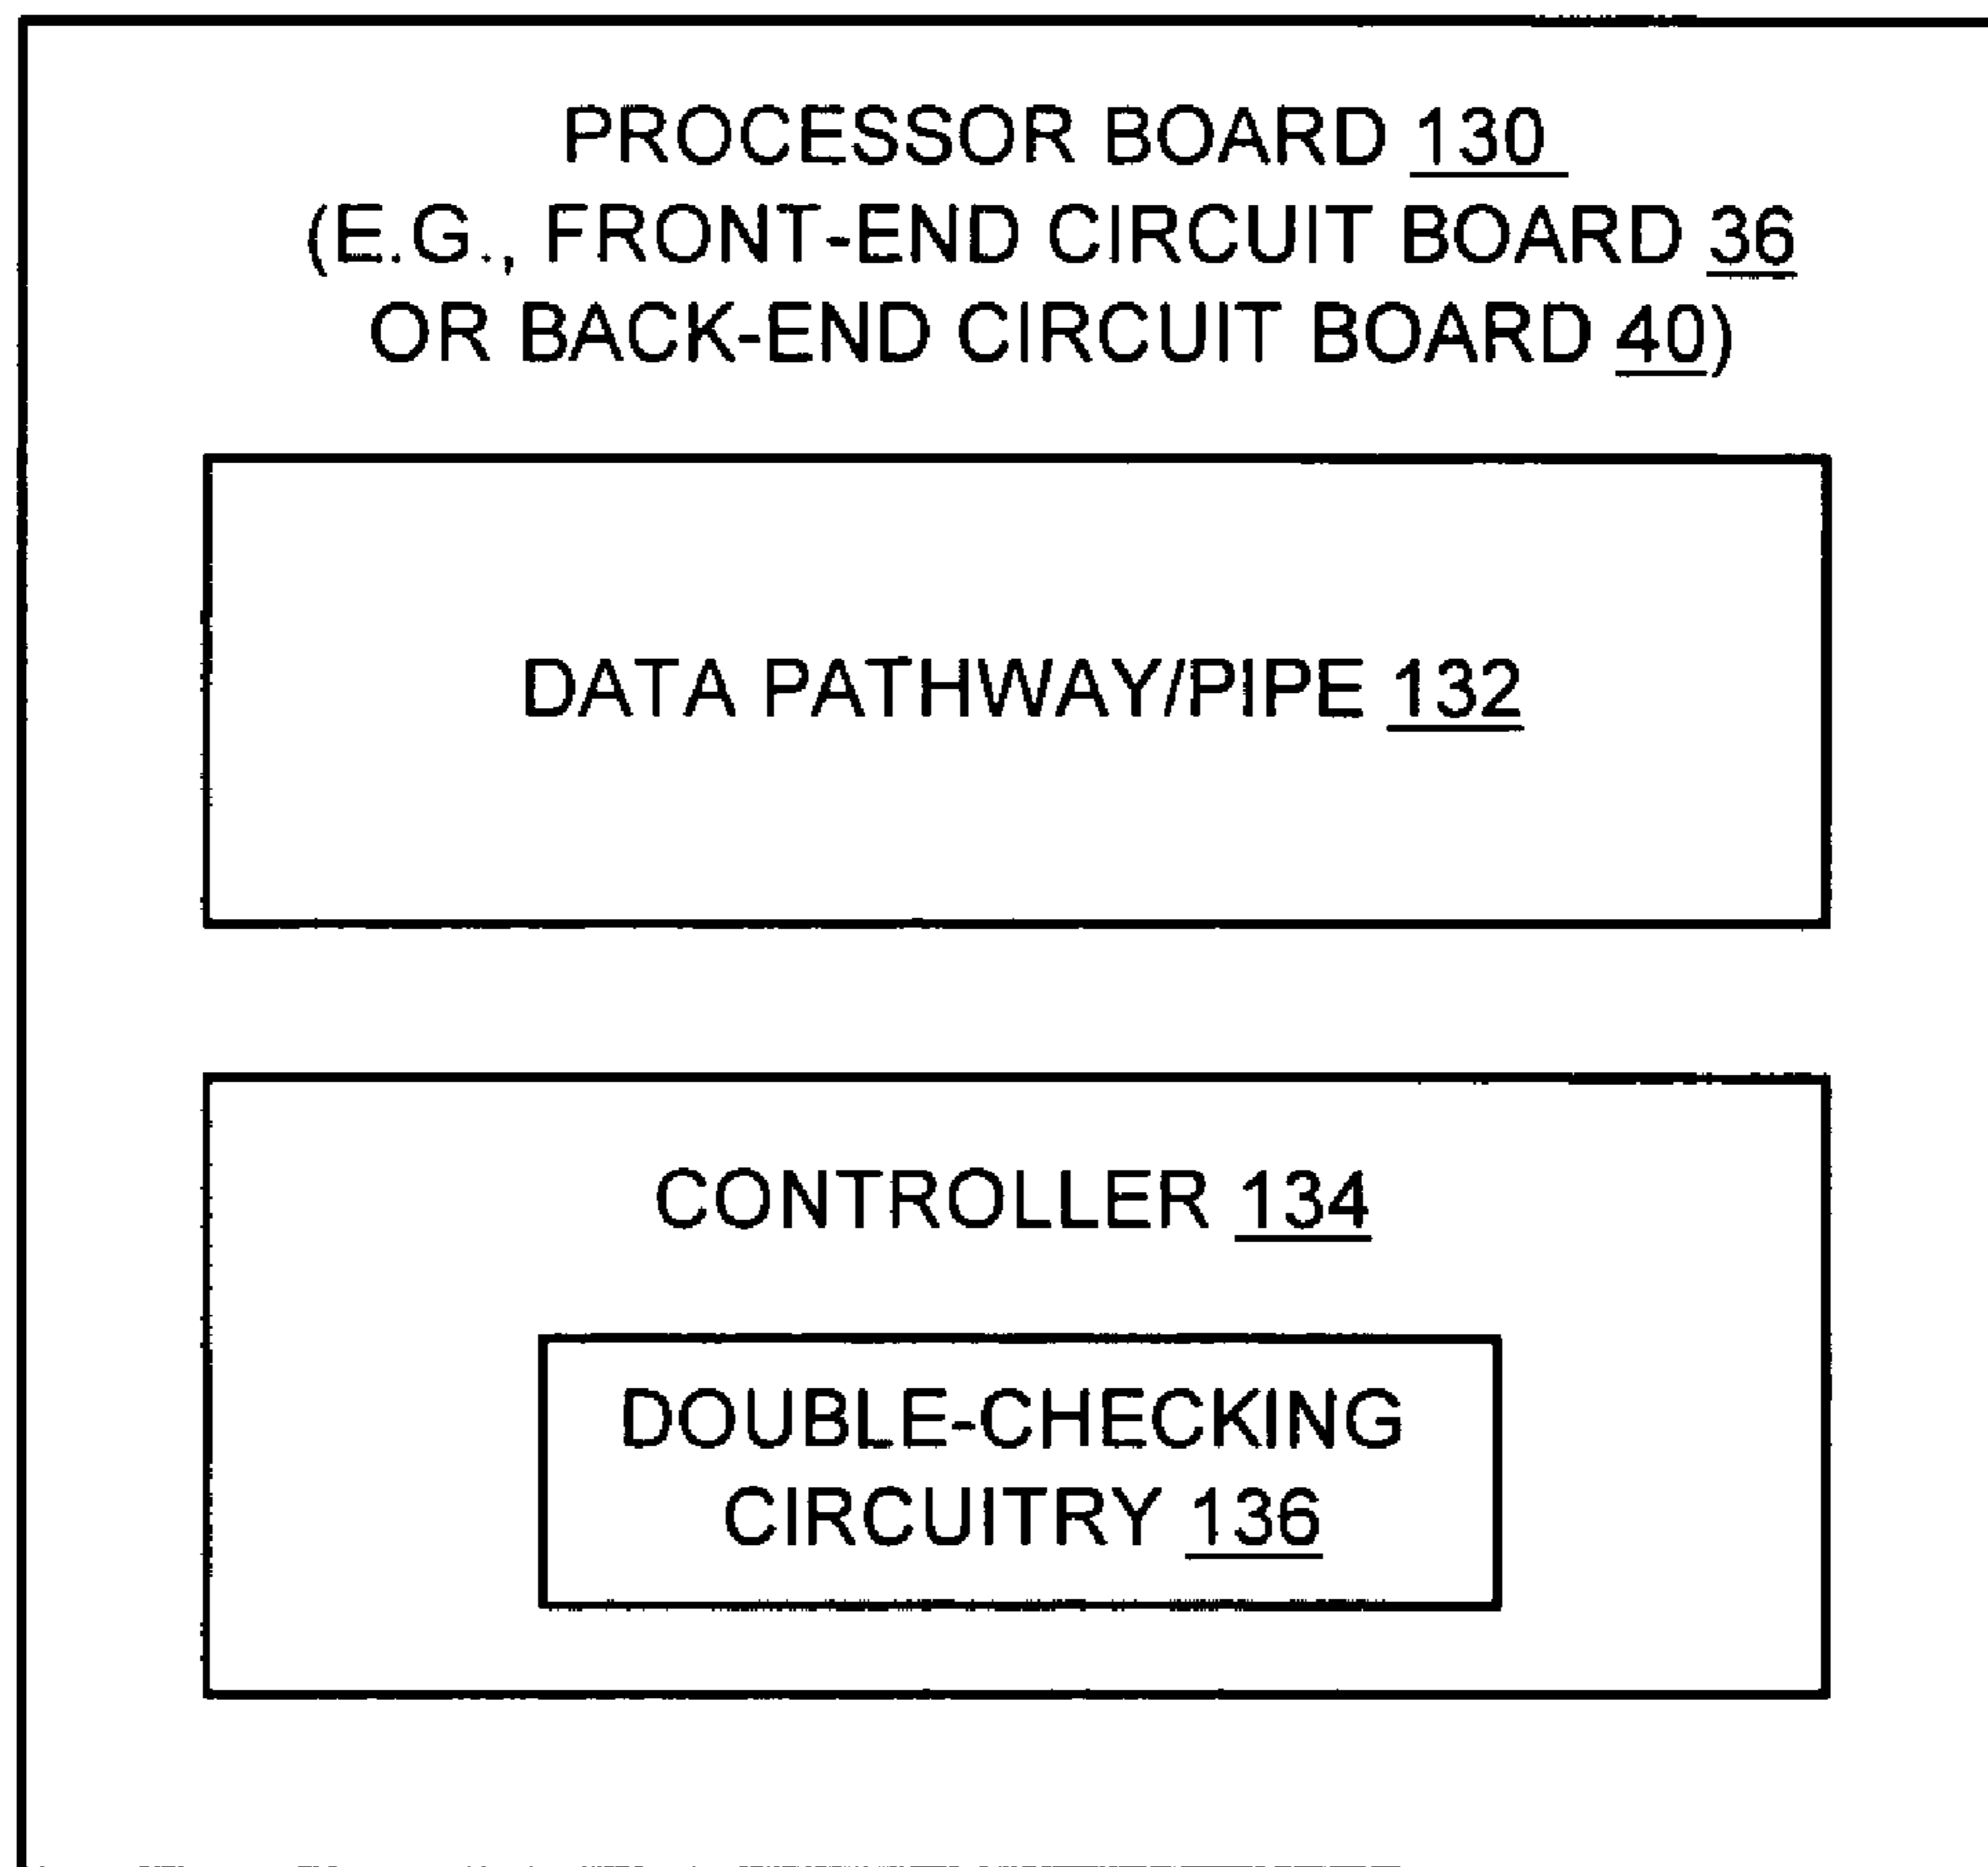 PROCESSOR BOARD 130
(E.G., FRONT-END CIRCUIT BOARD 36
OR BACK-END CIRCUIT BOARD 40)
DATA PATHWAY/PIPE 132
CONTROLLER 134
DOUBLE-CHECKING
CIRCUITRY 136